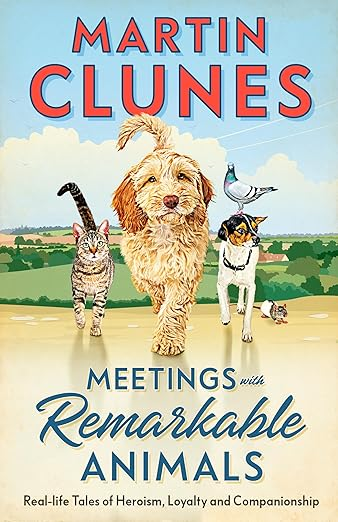 MARTIN
CLUNES
MEETINGS with
Remarkable
ANIMALS
Real-life Tales of Heroism, Loyalty and Companionship